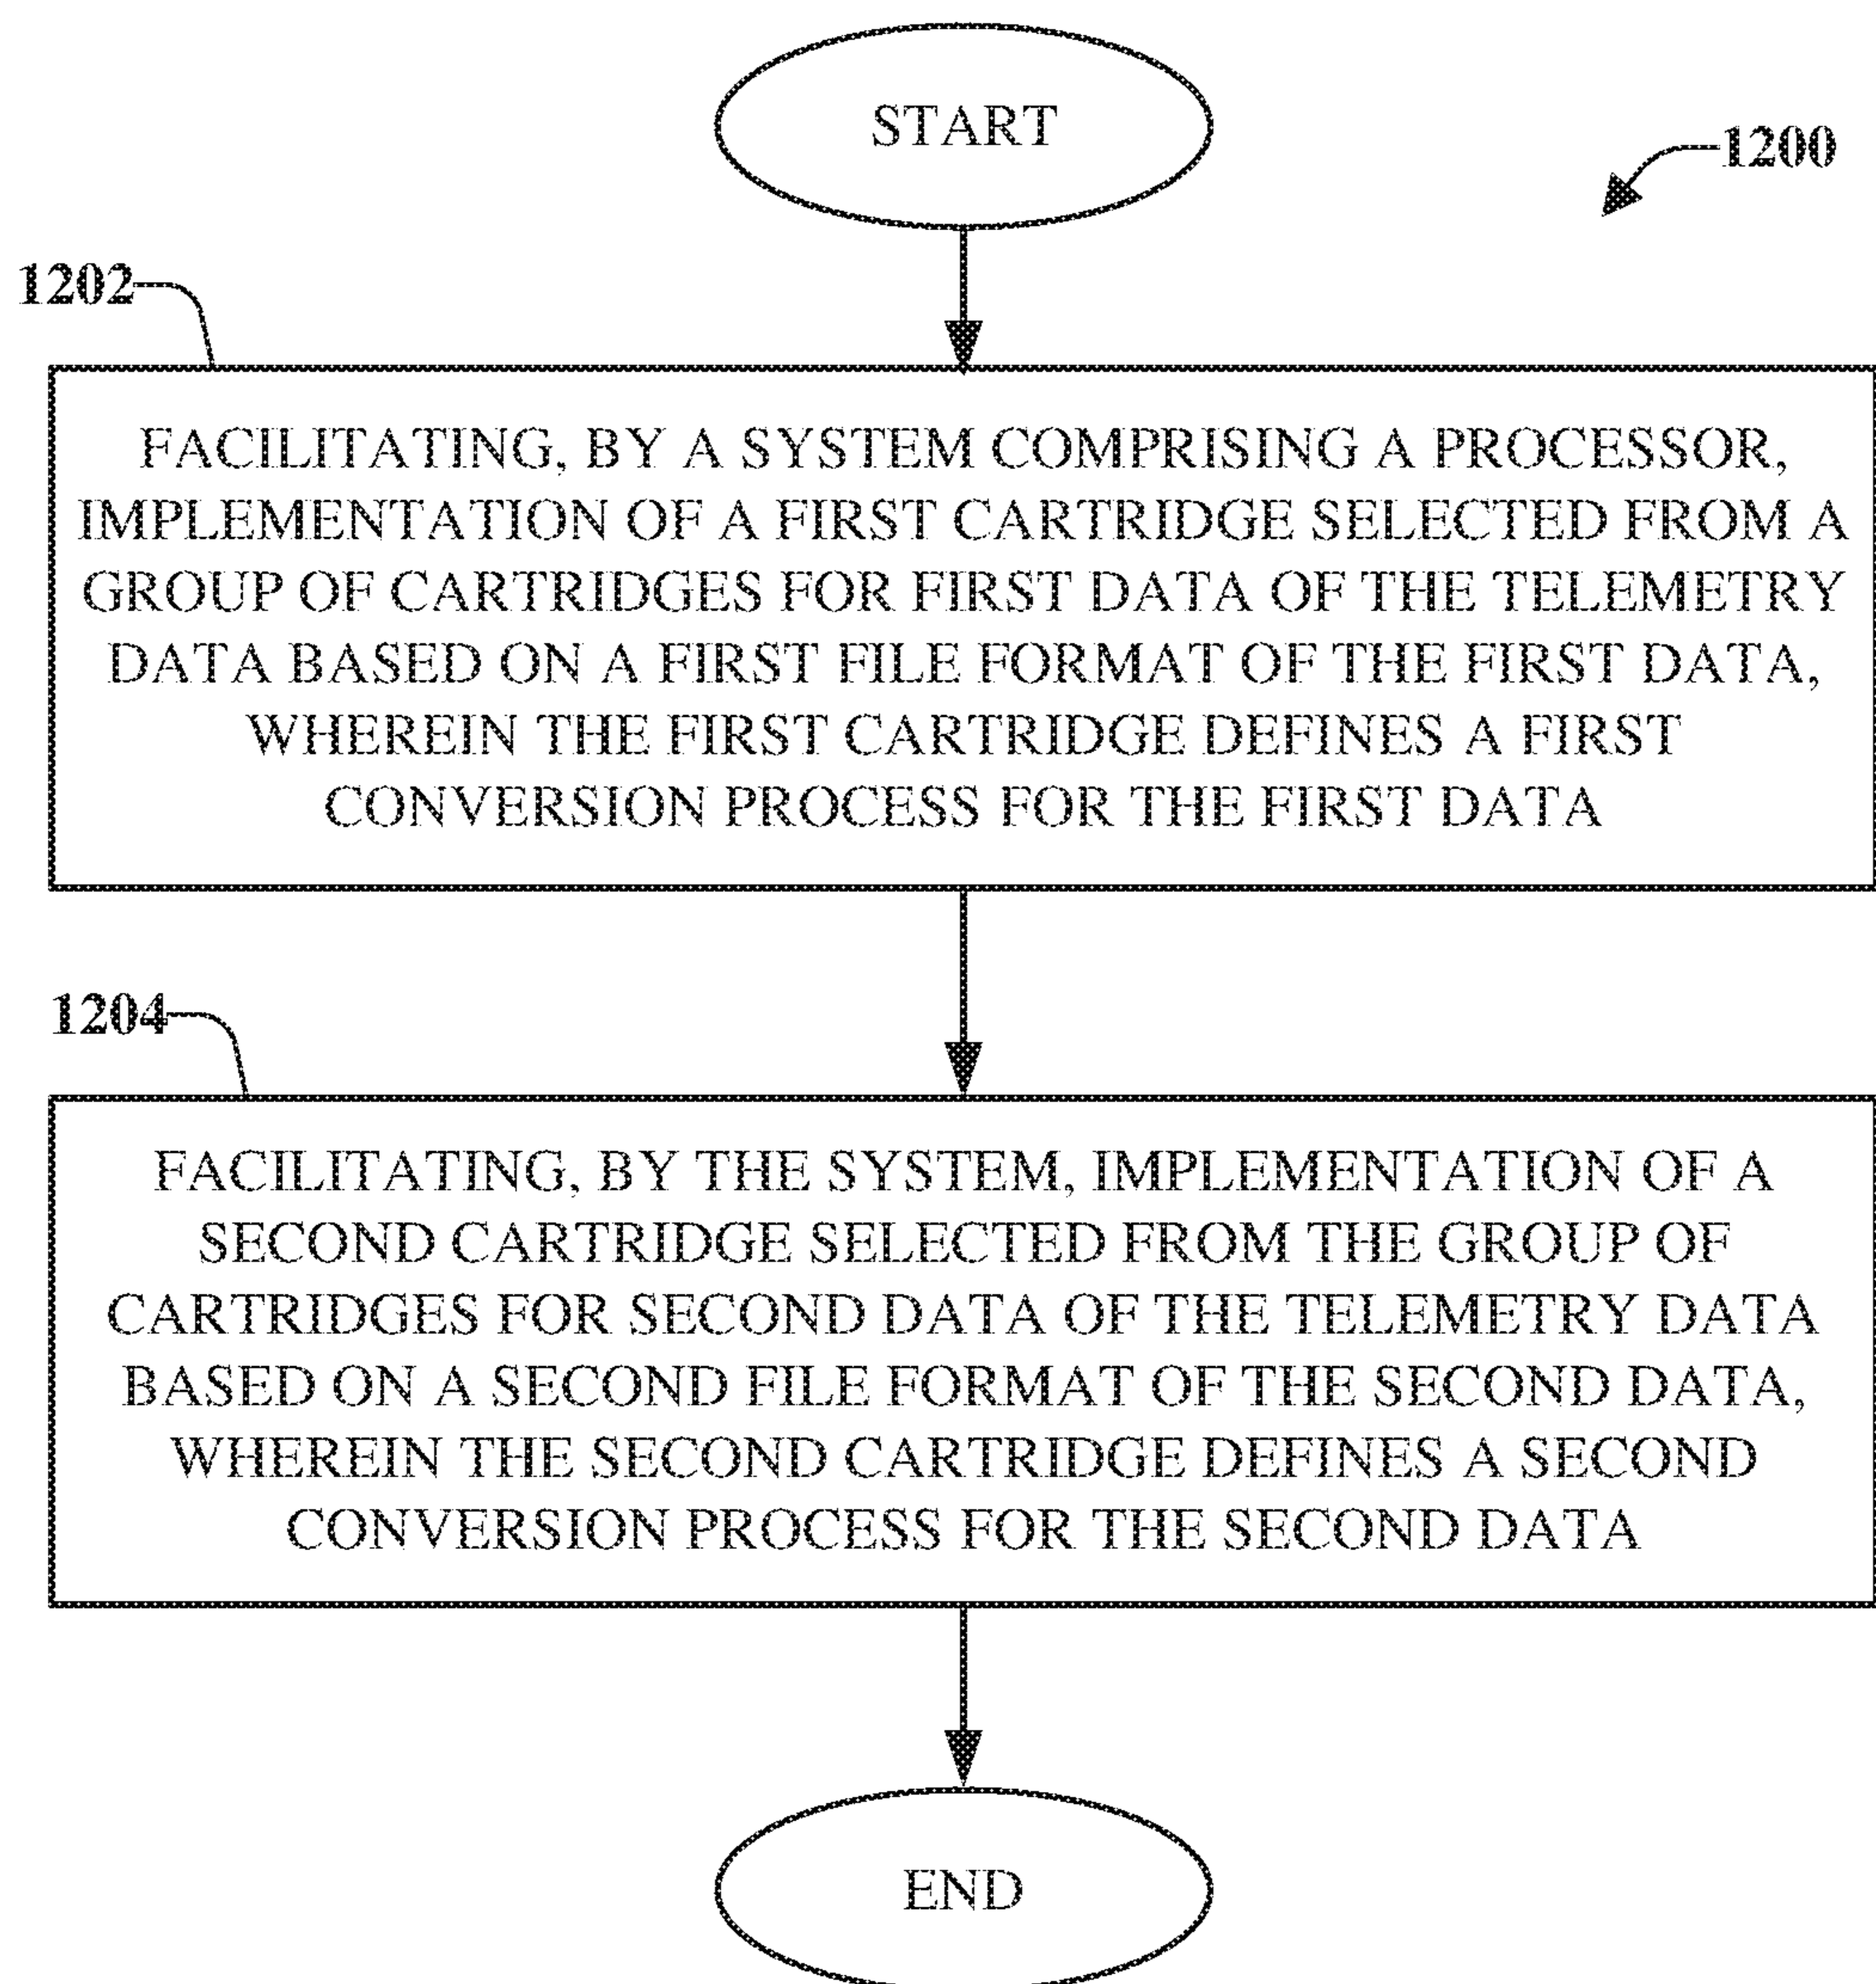 START
1200
1202
FACILITATING, BY A SYSTEM COMPRISING A PROCESSOR,
IMPLEMENTATION OF A FIRST CARTRIDGE SELECTED FROM A
GROUP OF CARTRIDGES FOR FIRST DATA OF THE TELEMETRY
DATA BASED ON A FIRST FILE FORMAT OF THE FIRST DATA,
WHEREIN THE FIRST CARTRIDGE DEFINES A FIRST
CONVERSION PROCESS FOR THE FIRST DATA
1204
FACILITATING, BY THE SYSTEM, IMPLEMENTATION OF A
SECOND CARTRIDGE SELECTED FROM THE GROUP OF
CARTRIDGES FOR SECOND DATA OF THE TELEMETRY DATA
BASED ON A SECOND FILE FORMAT OF THE SECOND DATA,
WHEREIN THE SECOND CARTRIDGE DEFINES A SECOND
CONVERSION PROCESS FOR THE SECOND DATA
END